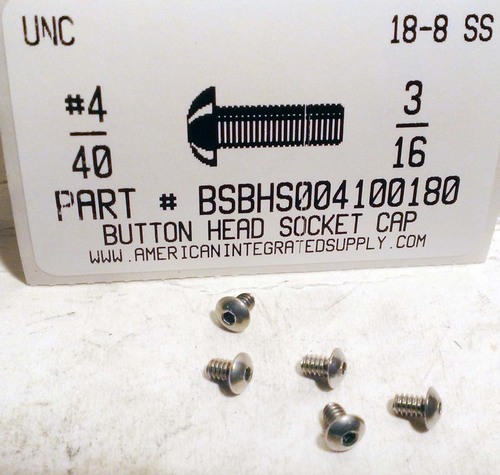 UNC 18-8 SS
#4 3
40 16
PART # BSBHS004100180
BUTTON HEAD SOCKET CAP
WWW.AMERICANINTEGRATEDSUPPLY.COM